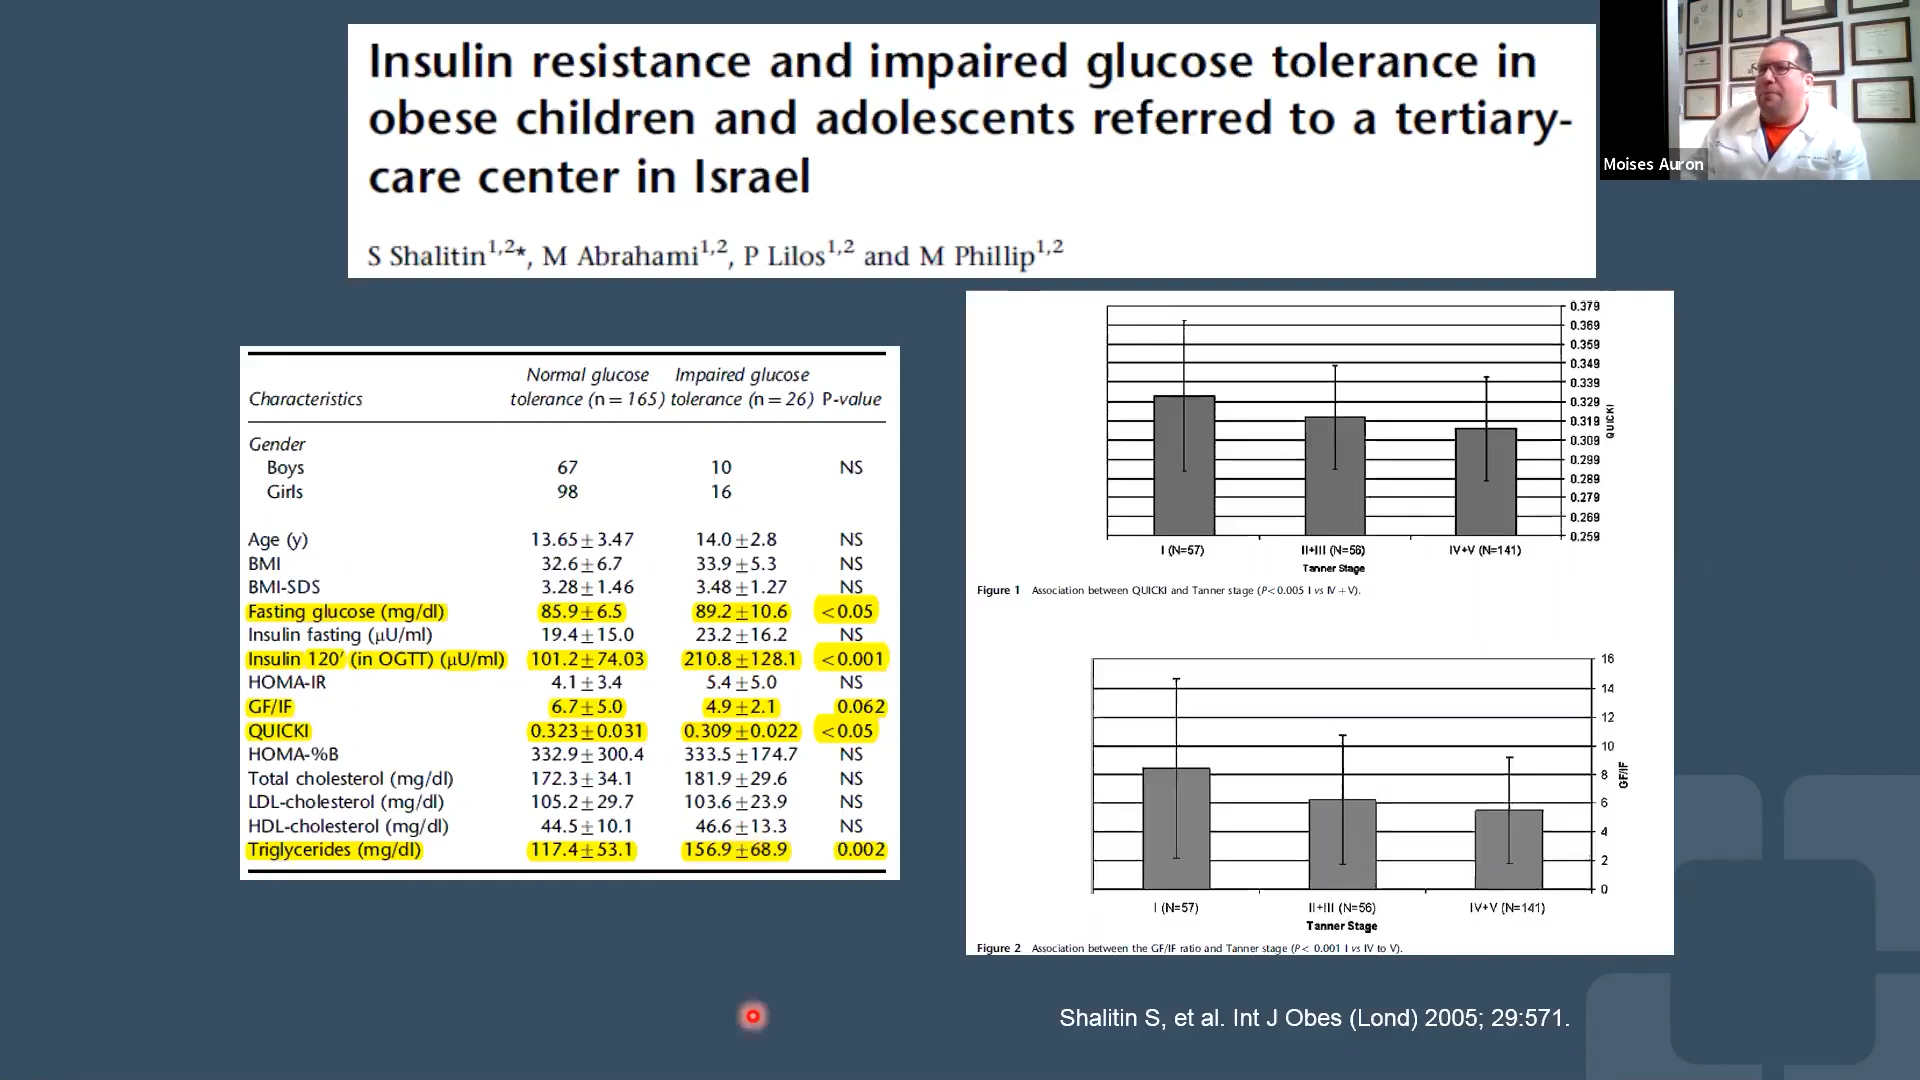 Insulin resistance and impaired glucose tolerance in
obese children and adolescents referred to a tertiary-
care center in Israel
S Shalitin1,2*, M Abrahami1,2, P Lilos1,2 and M Phillip1,2
Moises Auron
Normal glucose Impaired glucose
Characteristics tolerance (n=165) tolerance (n=26) P-value
Gender
Boys 67 10 NS
Girls 98 16
Age (y) 13.65±3.47 14.0±2.8 NS
BMI 32.6±6.7 33.9±5.3 NS
BMI-SDS 3.28±1.46 3.48±1.27 NS
Fasting glucose (mg/dl) 85.9±6.5 89.2±10.6 <0.05
Insulin fasting (μU/ml) 19.4±15.0 23.2±16.2 NS
Insulin 120′ (in OGTT) (μU/ml) 101.2±74.03 210.8±128.1 <0.001
HOMA-IR 4.1±3.4 5.4±5.0 NS
GF/IF 6.7±5.0 4.9±2.1 0.062
QUICKI 0.323±0.031 0.309±0.022 <0.05
HOMA-%B 332.9±300.4 333.5±174.7 NS
Total cholesterol (mg/dl) 172.3±34.1 181.9±29.6 NS
LDL-cholesterol (mg/dl) 105.2±29.7 103.6±23.9 NS
HDL-cholesterol (mg/dl) 44.5±10.1 46.6±13.3 NS
Triglycerides (mg/dl) 117.4±53.1 156.9±68.9 0.002
0.379
0.369
0.359
0.349
0.339
0.329
0.319
0.309
0.299
0.289
0.279
0.269
0.259
QUICKI
I (N=57) II+III (N=56) IV+V (N=141)
Tanner Stage
Figure 1 Association between QUICKI and Tanner stage (P<0.005 I vs IV+V).
16
14
12
10
8
6
4
2
0
GF/IF
I (N=57) II+III (N=56) IV+V (N=141)
Tanner Stage
Figure 2 Association between the GF/IF ratio and Tanner stage (P< 0.001 I vs IV to V).
Shalitin S, et al. Int J Obes (Lond) 2005; 29:571.